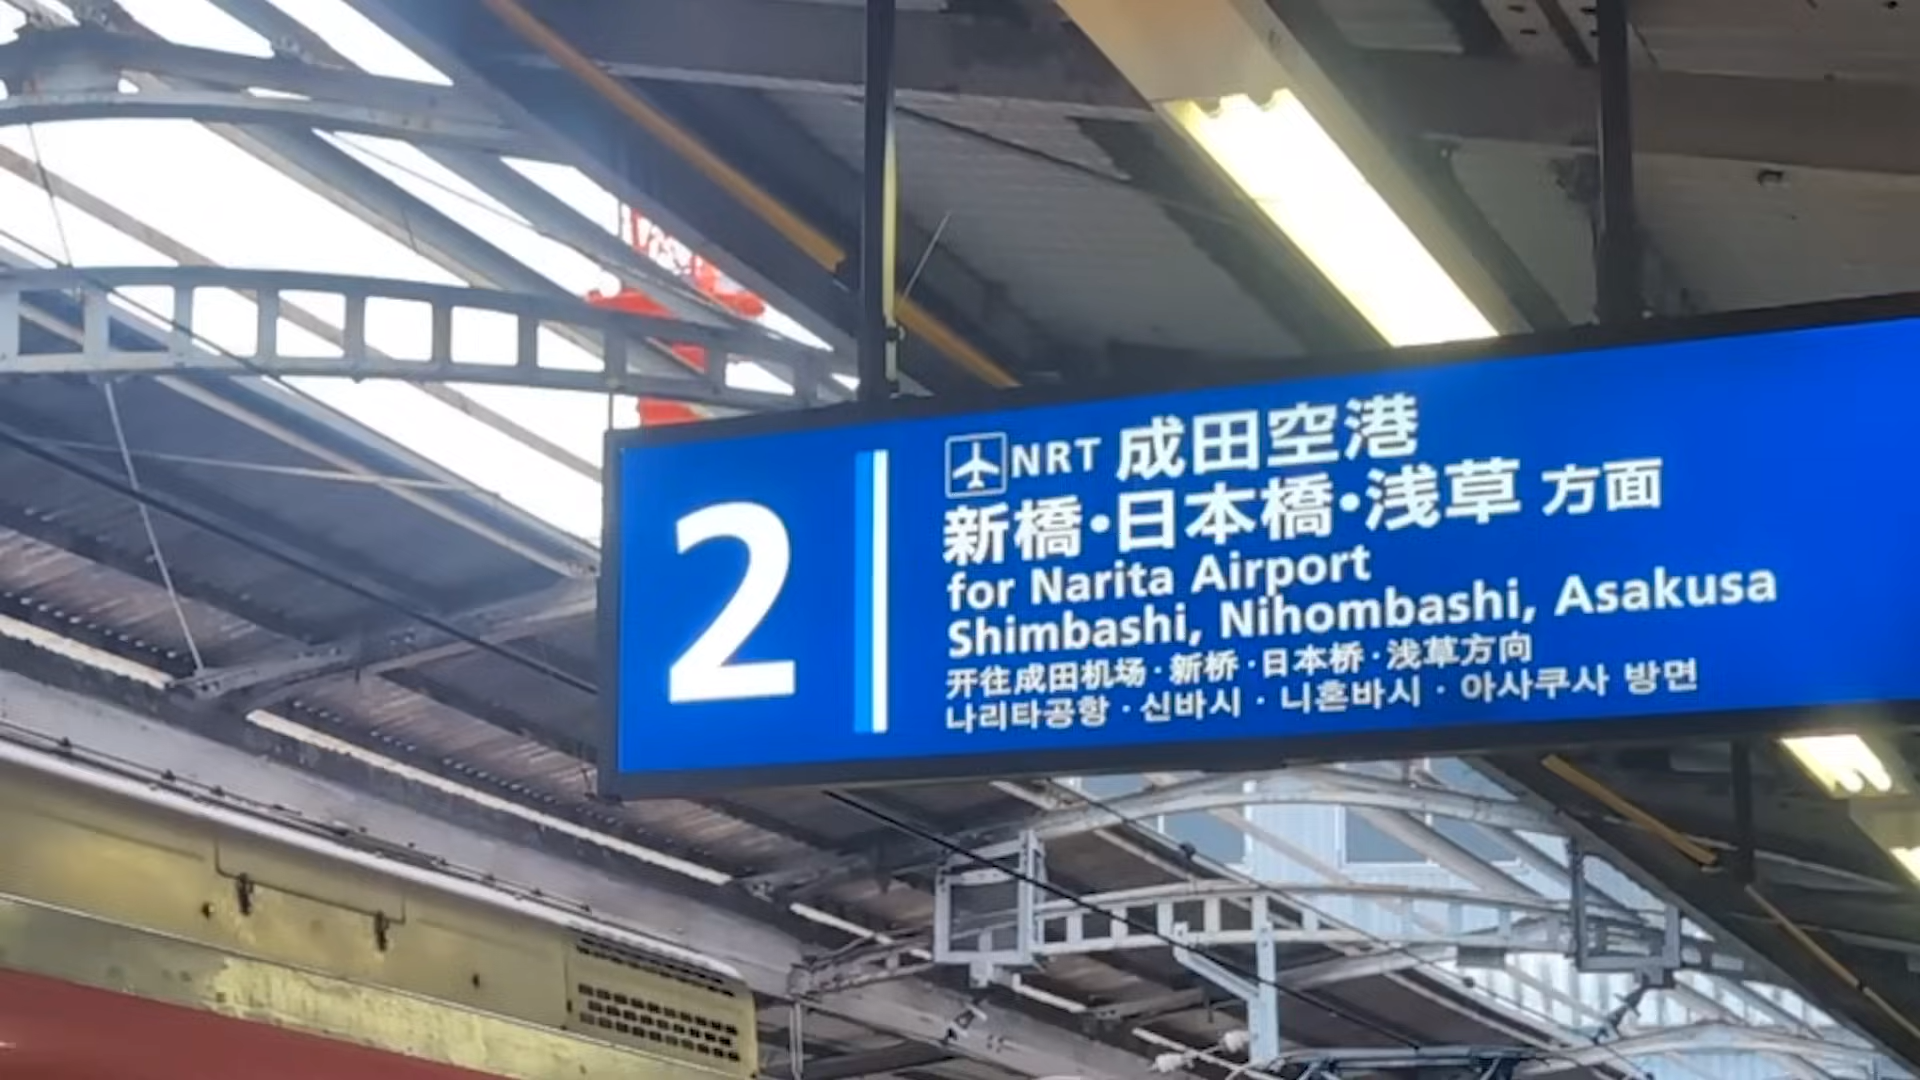 2
NRT 成田空港
新橋・日本橋・浅草 方面
for Narita Airport
Shimbashi, Nihombashi, Asakusa
开往成田机场·新桥·日本桥·浅草方向
나리타공항·신바시·니혼바시·아사쿠사 방면